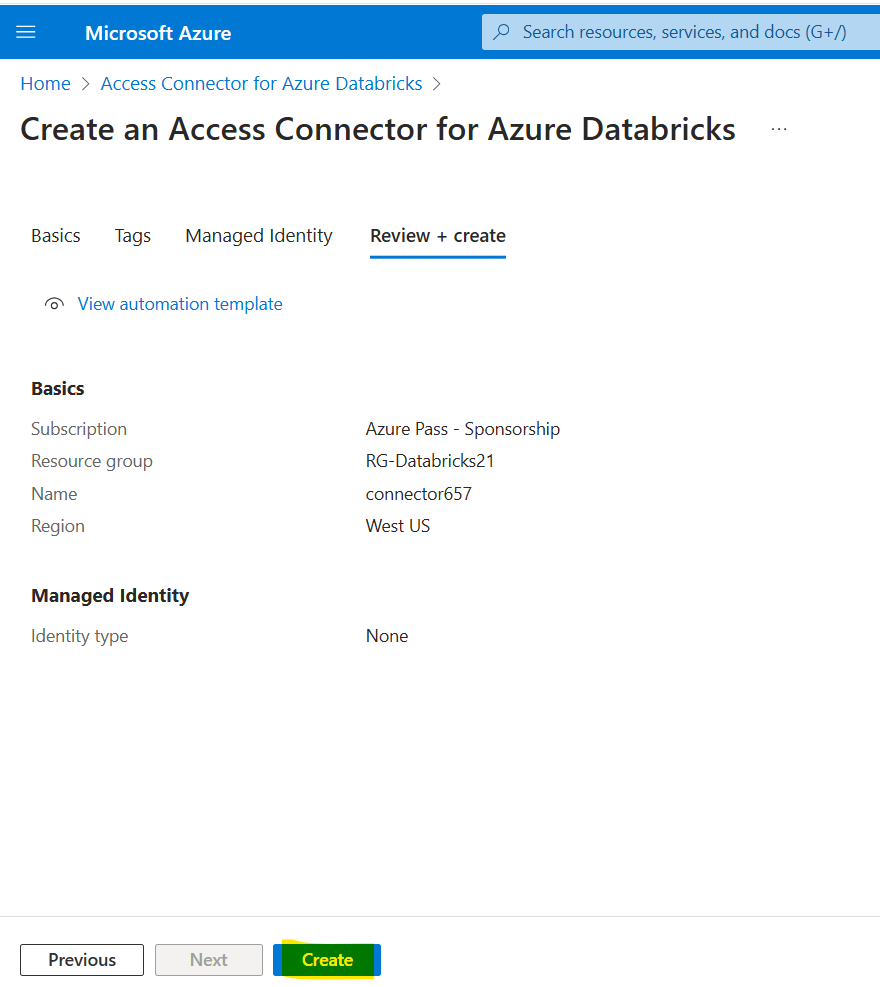 Microsoft Azure
Search resources, services, and docs (G+/)
Home > Access Connector for Azure Databricks >
Create an Access Connector for Azure Databricks ...
Basics Tags Managed Identity Review + create
View automation template
Basics
Subscription Azure Pass - Sponsorship
Resource group RG-Databricks21
Name connector657
Region West US
Managed Identity
Identity type None
Previous Next Create